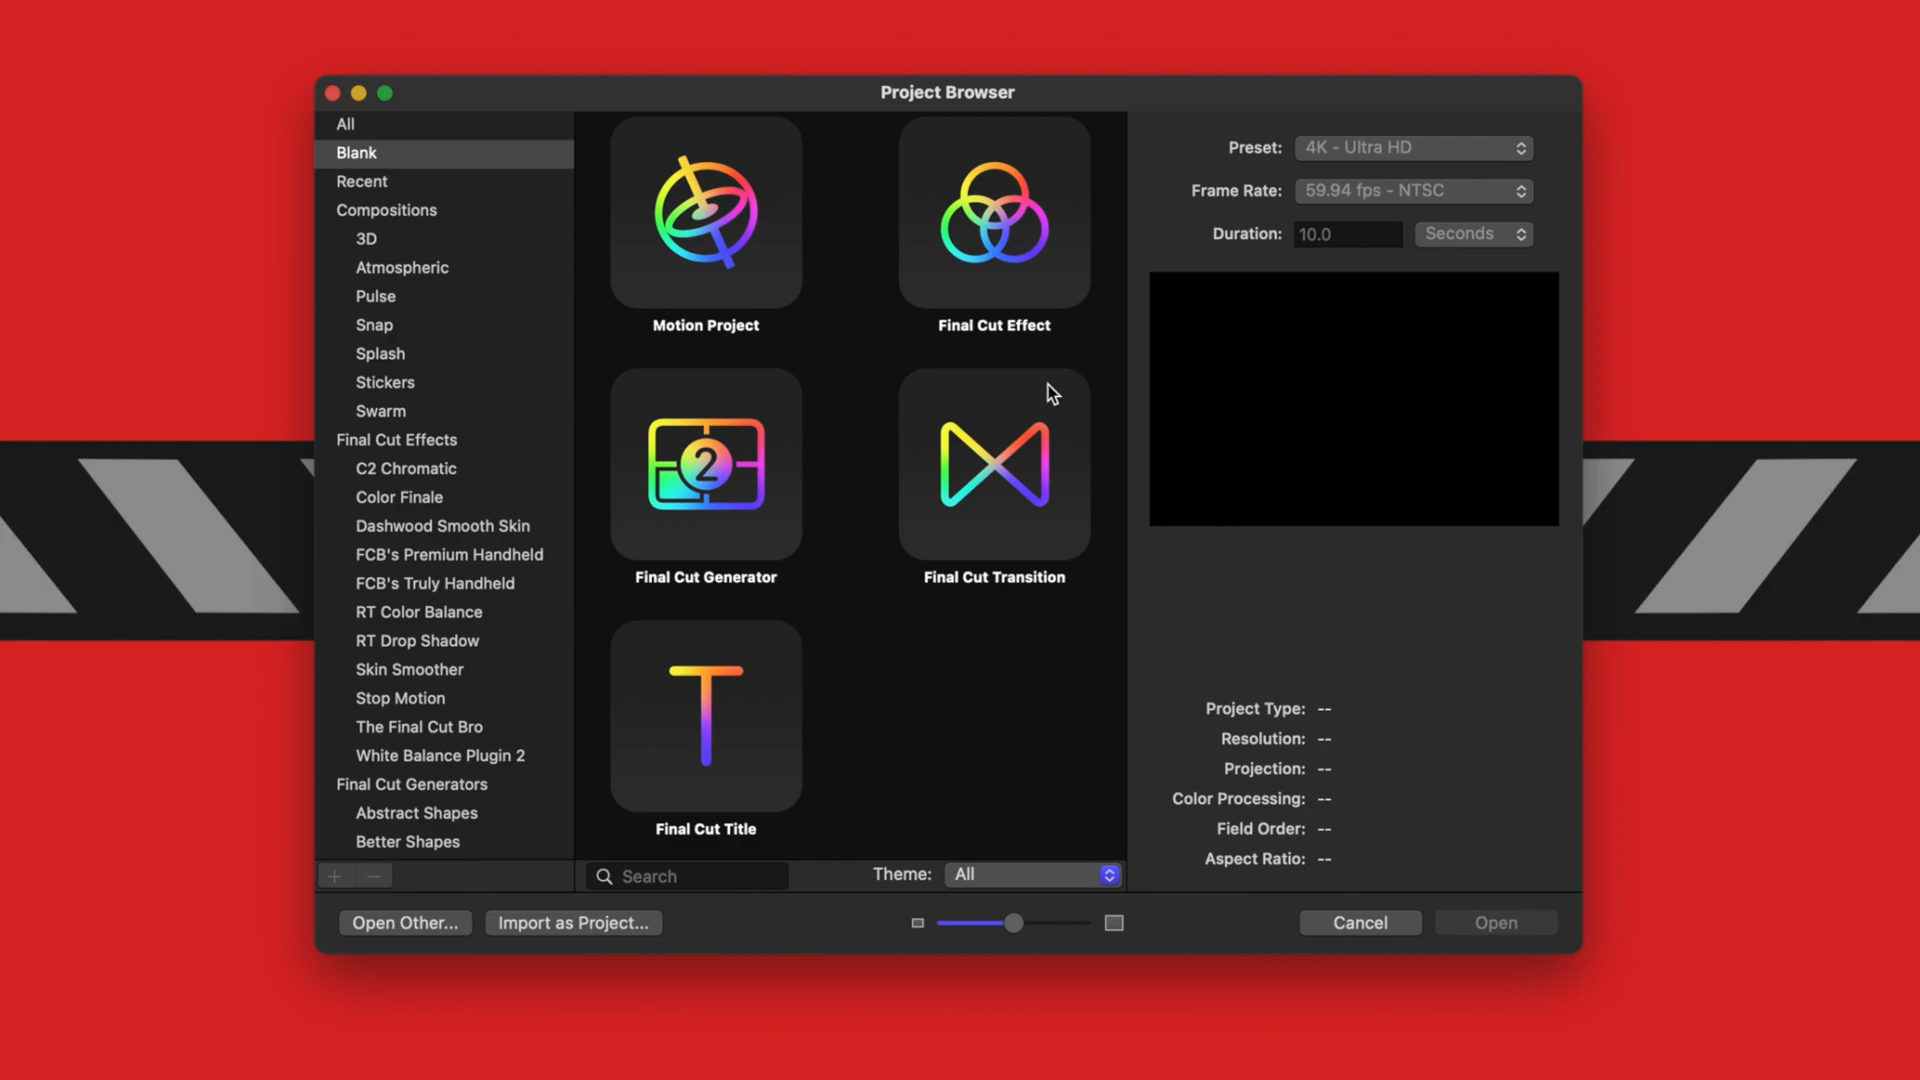 Project Browser
All
Blank
Recent
Compositions
3D
Atmospheric
Pulse
Snap
Splash
Stickers
Swarm
Final Cut Effects
C2 Chromatic
Color Finale
Dashwood Smooth Skin
FCB's Premium Handheld
FCB's Truly Handheld
RT Color Balance
RT Drop Shadow
Skin Smoother
Stop Motion
The Final Cut Bro
White Balance Plugin 2
Final Cut Generators
Abstract Shapes
Better Shapes
Motion Project
Final Cut Effect
2
Final Cut Generator
Final Cut Transition
T
Final Cut Title
Search
Theme: All
Preset: 4K - Ultra HD
Frame Rate: 59.94 fps - NTSC
Duration: 10.0 Seconds
Project Type: --
Resolution: --
Projection: --
Color Processing: --
Field Order: --
Aspect Ratio: --
Open Other...
Import as Project...
Cancel
Open